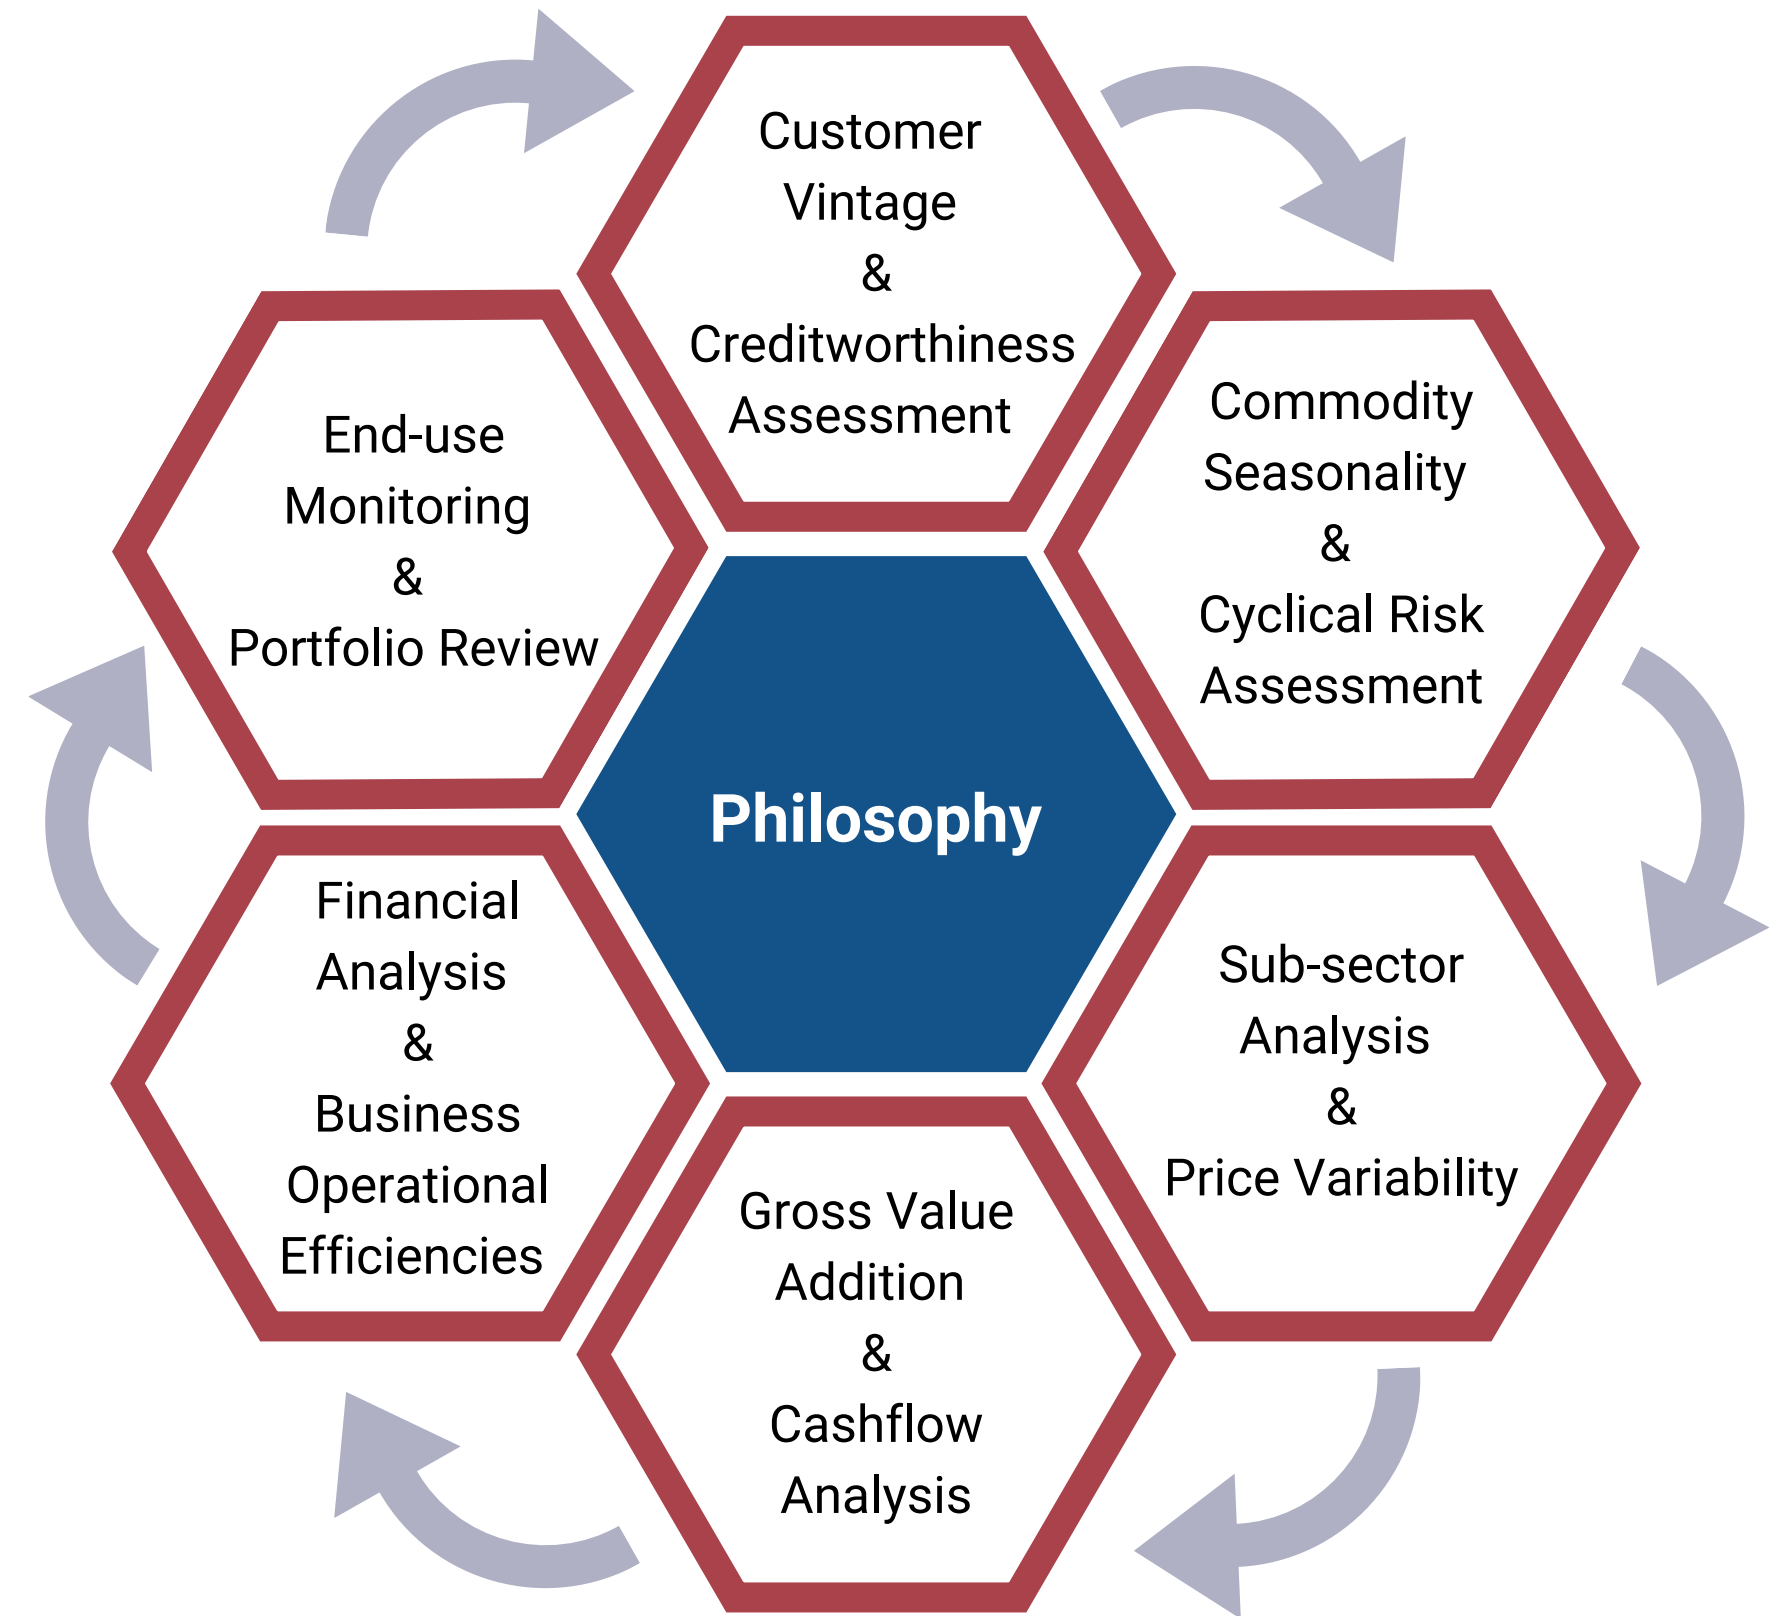 Customer
Vintage
&
Creditworthiness
Assessment
Commodity
Seasonality
&
Cyclical Risk
Assessment
Sub-sector
Analysis
&
Price Variability
Gross Value
Addition
&
Cashflow
Analysis
Financial
Analysis
&
Business
Operational
Efficiencies
End-use
Monitoring
&
Portfolio Review
Philosophy